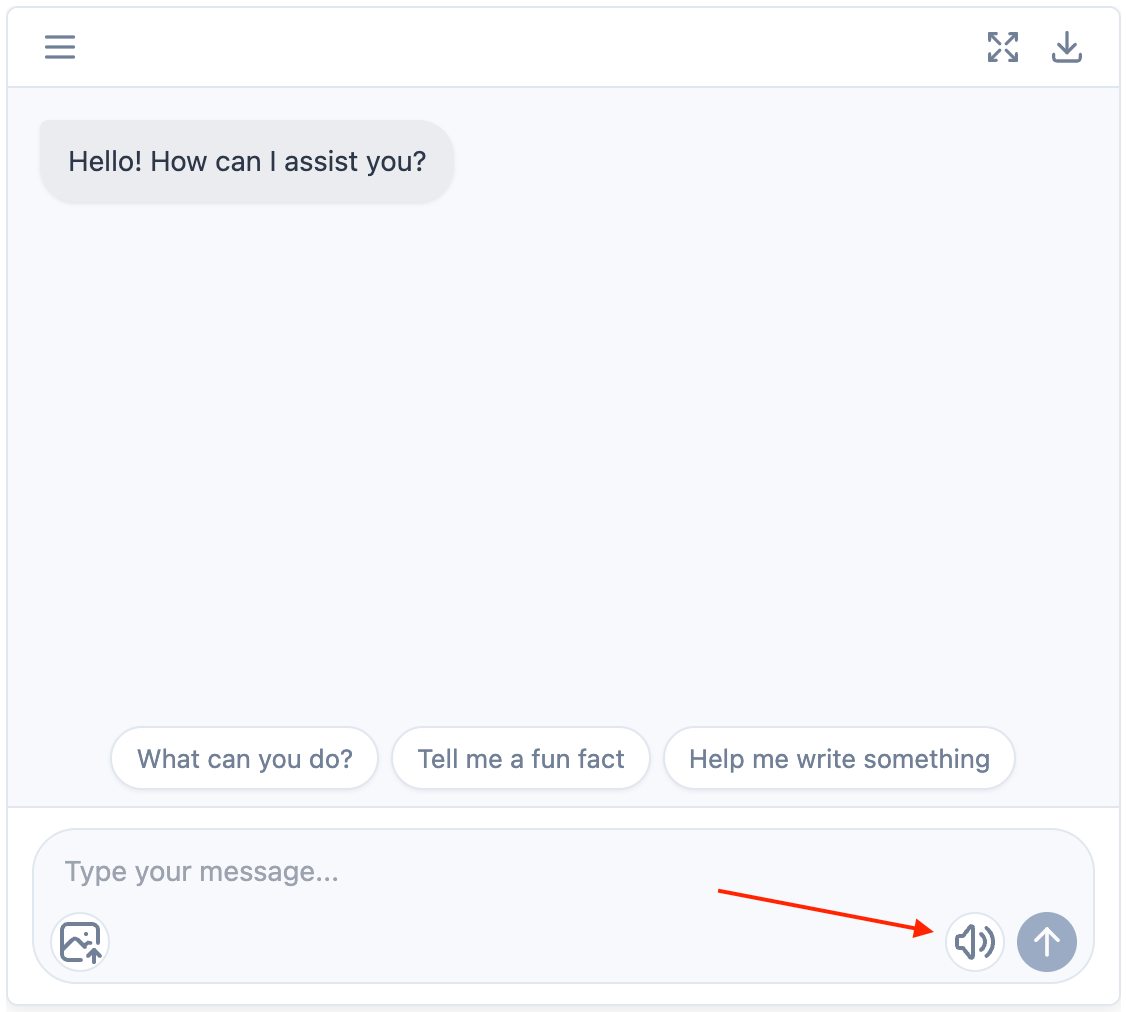 Hello! How can I assist you?
What can you do?
Tell me a fun fact
Help me write something
Type your message...